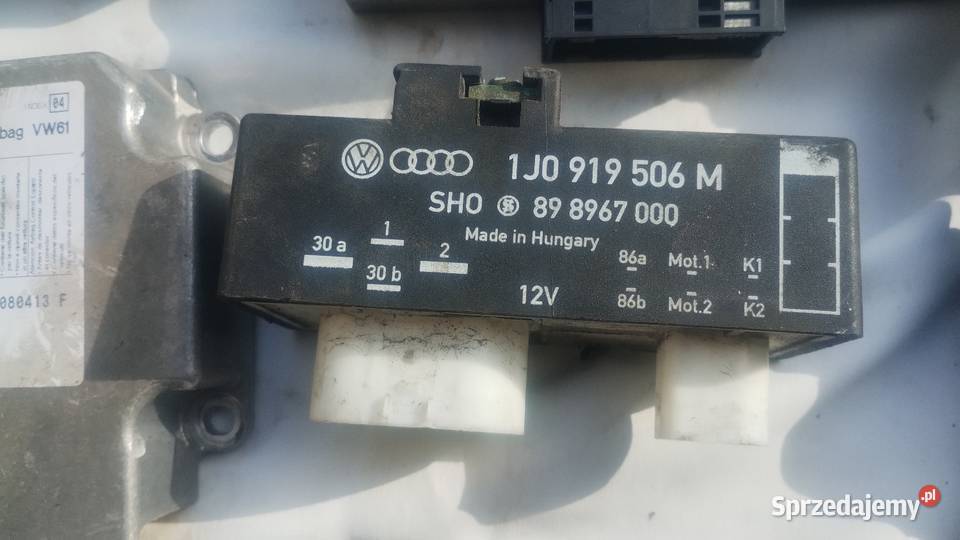 INDEX 04
bag VW61
080413 F
1J0 919 506 M
SHO 89 8967 000
Made in Hungary
30 a 1 2
30 b
12V
86a Mot.1 K1
86b Mot.2 K2
Sprzedajemy.pl